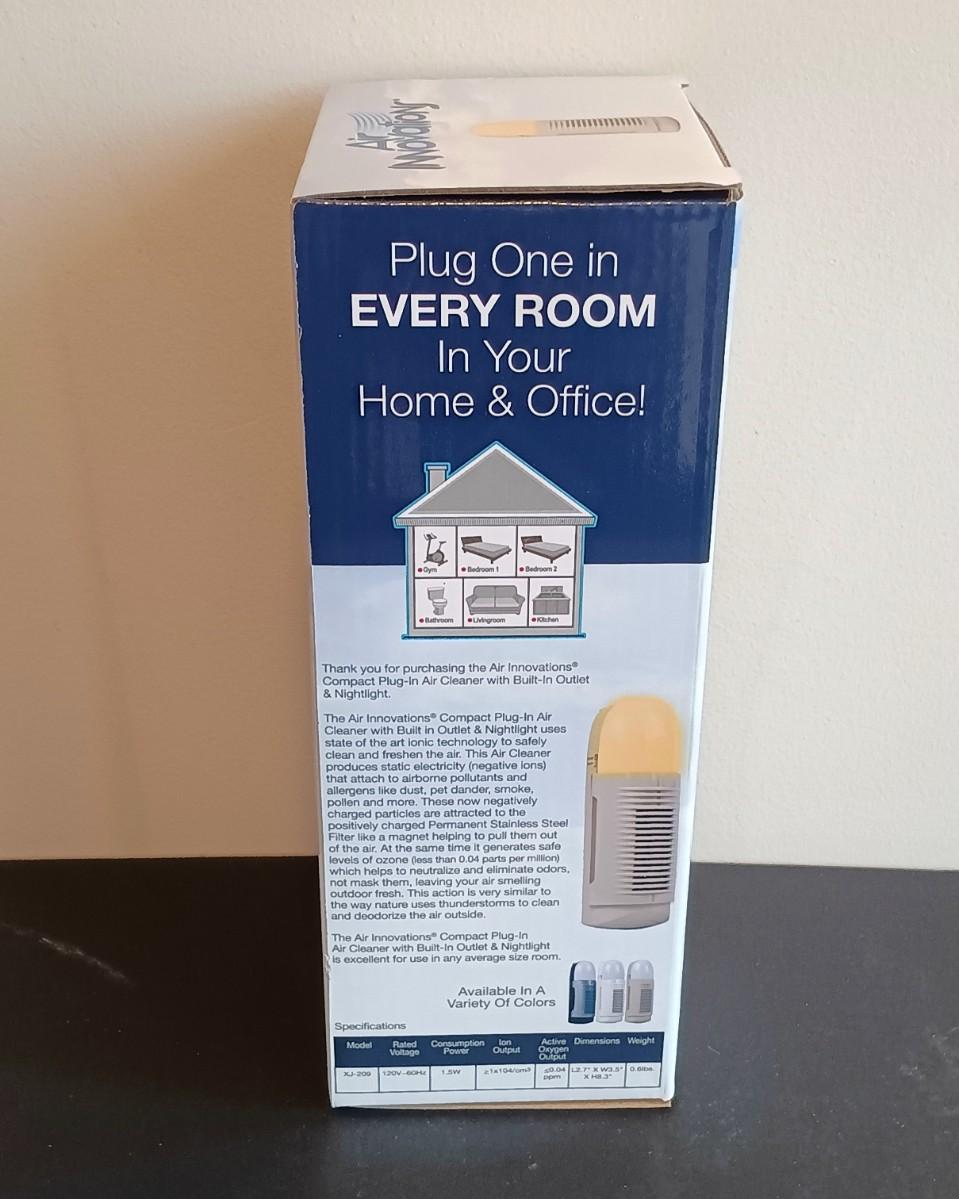 Air
Innovations
Plug One in
EVERY ROOM
In Your
Home & Office!
Gym
Bedroom 1
Bedroom 2
Bathroom
Livingroom
Kitchen
Thank you for purchasing the Air Innovations®
Compact Plug-In Air Cleaner with Built-In Outlet
& Nightlight.
The Air Innovations® Compact Plug-In Air
Cleaner with Built in Outlet & Nightlight uses
state of the art ionic technology to safely
clean and freshen the air. This Air Cleaner
produces static electricity (negative ions)
that attach to airborne pollutants and
allergens like dust, pet dander, smoke,
pollen and more. These now negatively
charged particles are attracted to the
positively charged Permanent Stainless Steel
Filter like a magnet helping to pull them out
of the air. At the same time it generates safe
levels of ozone (less than 0.04 parts per million)
which helps to neutralize and eliminate odors,
not mask them, leaving your air smelling
outdoor fresh. This action is very similar to
the way nature uses thunderstorms to clean
and deodorize the air outside.
The Air Innovations® Compact Plug-In
Air Cleaner with Built-In Outlet & Nightlight
is excellent for use in any average size room.
Available In A
Variety Of Colors
Specifications
Model Rated Voltage Consumption Power Ion Output Active Oxygen Output Dimensions Weight
XJ-209 120V~60Hz 1.5W ≥1x104/cm³ ≤0.04 ppm L2.7" X W3.5" X H8.3" 0.6lbs.